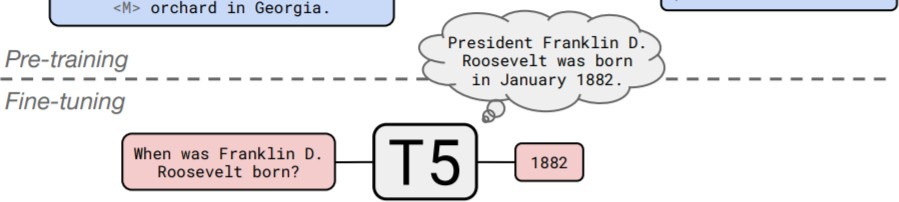 <M> orchard in Georgia.
President Franklin D.
Roosevelt was born
in January 1882.
Pre-training
Fine-tuning
When was Franklin D.
Roosevelt born?
T5
1882